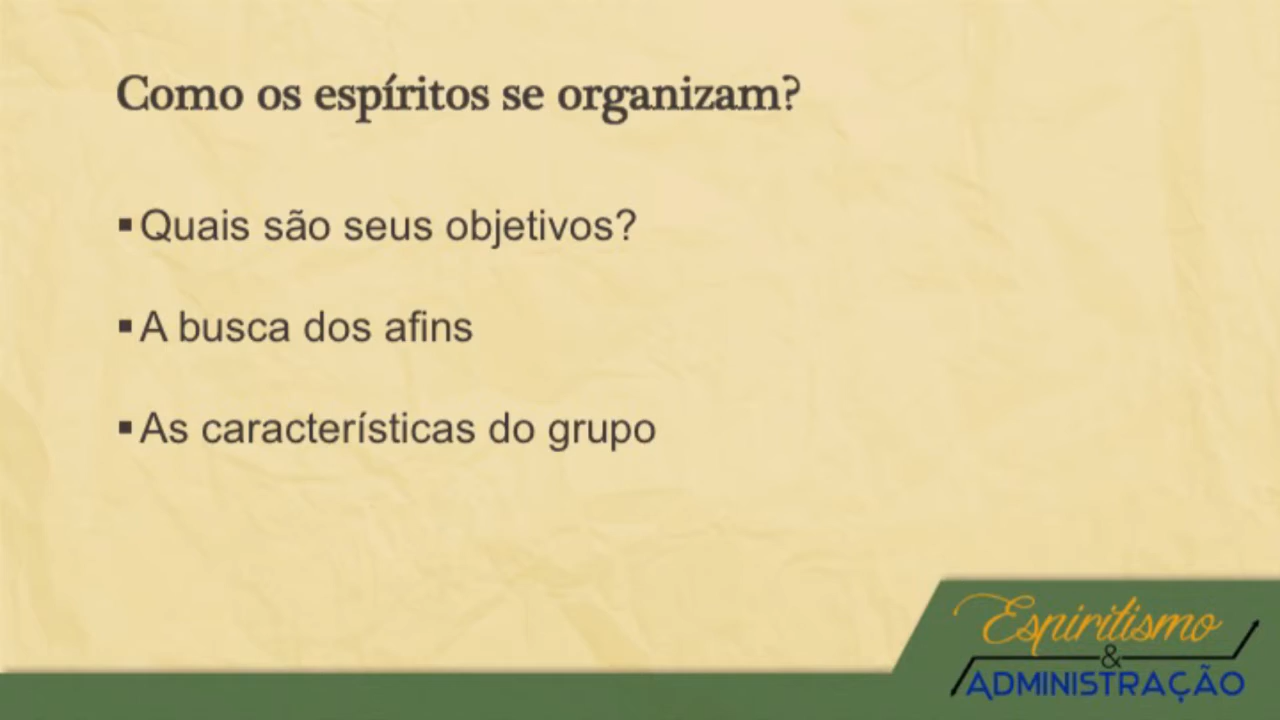 Como os espíritos se organizam?
▪Quais são seus objetivos?
▪A busca dos afins
▪As características do grupo
Espiritismo
&
ADMINISTRAÇÃO